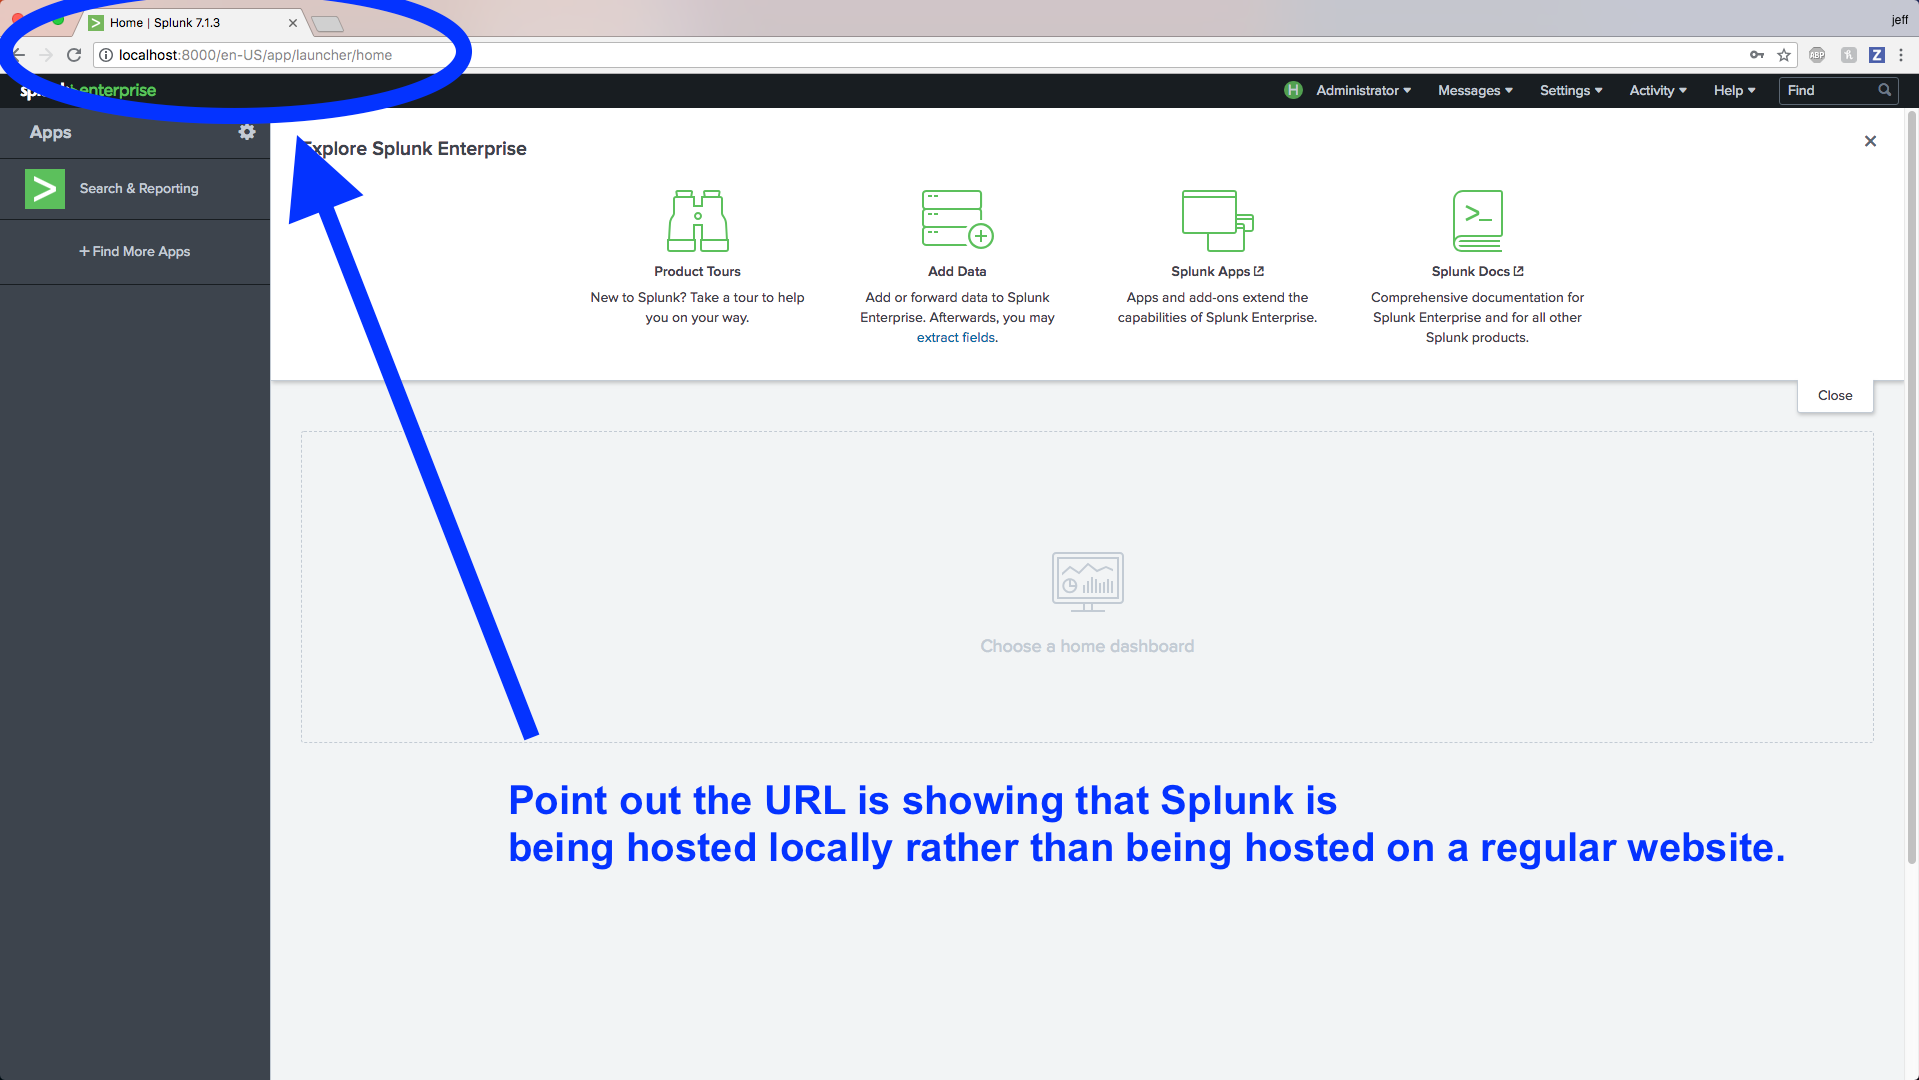 Home | Splunk 7.1.3
jeff
localhost:8000/en-US/app/launcher/home
ABP
Z
enterprise
H Administrator Messages Settings Activity Help Find
Apps
Explore Splunk Enterprise
Search & Reporting
+ Find More Apps
Product Tours
New to Splunk? Take a tour to help
you on your way.
Add Data
Add or forward data to Splunk
Enterprise. Afterwards, you may
extract fields.
Splunk Apps
Apps and add-ons extend the
capabilities of Splunk Enterprise.
Splunk Docs
Comprehensive documentation for
Splunk Enterprise and for all other
Splunk products.
Close
Choose a home dashboard
Point out the URL is showing that Splunk is
being hosted locally rather than being hosted on a regular website.